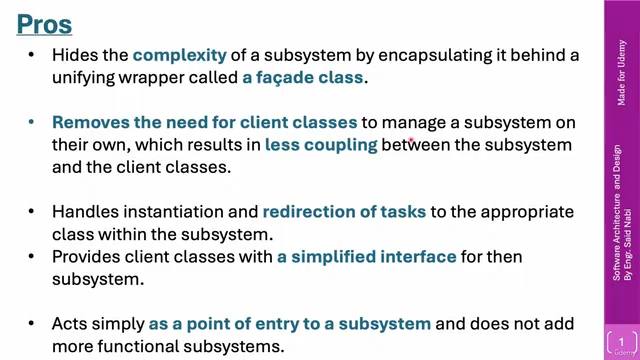 Pros
• Hides the complexity of a subsystem by encapsulating it behind a
unifying wrapper called a façade class.
• Removes the need for client classes to manage a subsystem on
their own, which results in less coupling between the subsystem
and the client classes.
• Handles instantiation and redirection of tasks to the appropriate
class within the subsystem.
• Provides client classes with a simplified interface for then
subsystem.
• Acts simply as a point of entry to a subsystem and does not add
more functional subsystems.
Made for Udemy
Software Architecture and Design
By Engr. Said Nabi
1
Udemy